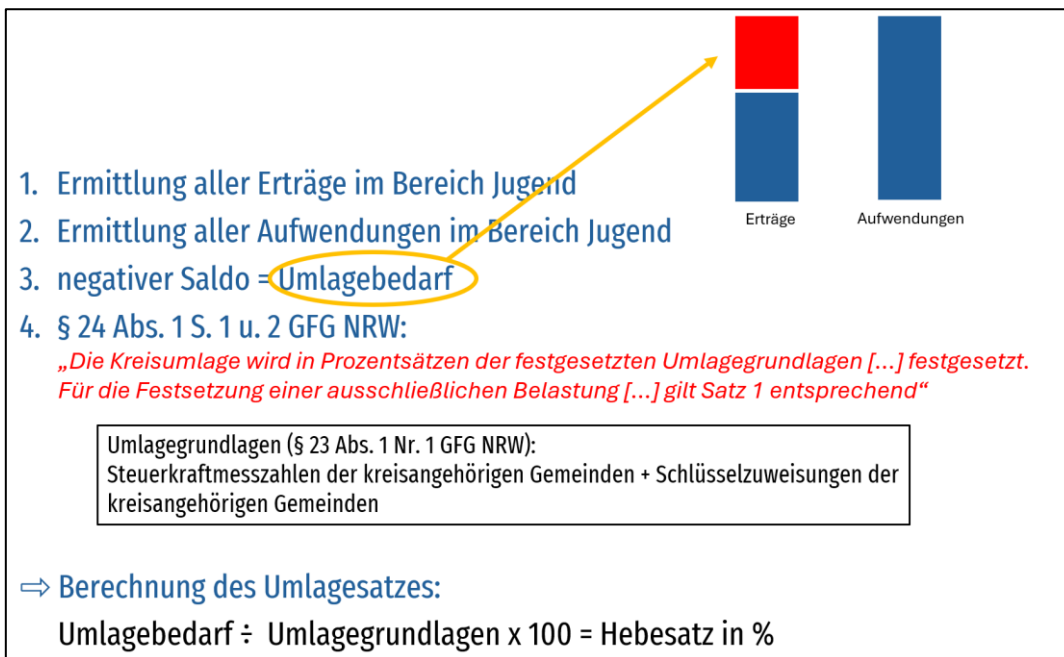 Erträge
Aufwendungen
1. Ermittlung aller Erträge im Bereich Jugend
2. Ermittlung aller Aufwendungen im Bereich Jugend
3. negativer Saldo = Umlagebedarf
4. § 24 Abs. 1 S. 1 u. 2 GFG NRW:
„Die Kreisumlage wird in Prozentsätzen der festgesetzten Umlagegrundlagen [...] festgesetzt.
Für die Festsetzung einer ausschließlichen Belastung [...] gilt Satz 1 entsprechend“
Umlagegrundlagen (§ 23 Abs. 1 Nr. 1 GFG NRW):
Steuerkraftmesszahlen der kreisangehörigen Gemeinden + Schlüsselzuweisungen der
kreisangehörigen Gemeinden
⇨ Berechnung des Umlagesatzes:
Umlagebedarf ÷ Umlagegrundlagen x 100 = Hebesatz in %